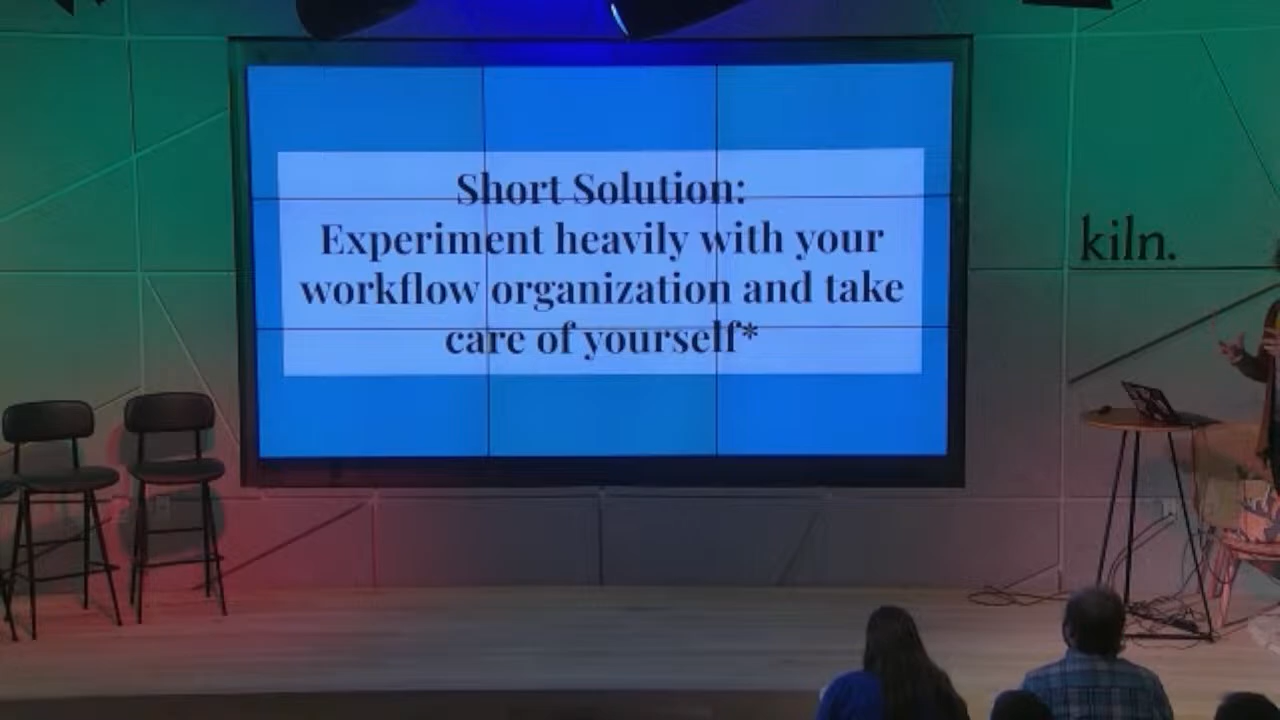 Short Solution:
Experiment heavily with your
workflow organization and take
care of yourself*
kiln.